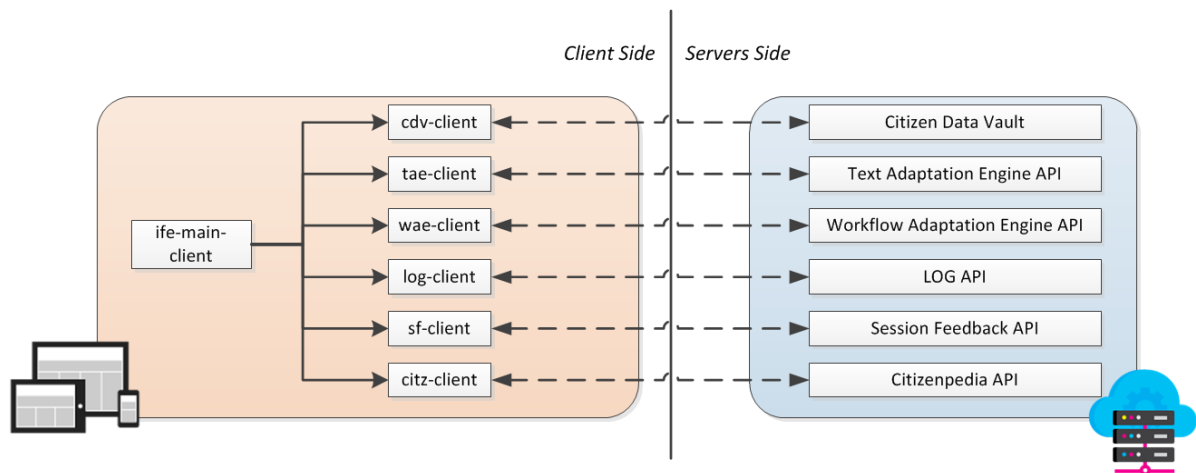 Client Side
Servers Side
cdv-client
Citizen Data Vault
tae-client
Text Adaptation Engine API
wae-client
Workflow Adaptation Engine API
ife-main-
client
log-client
LOG API
sf-client
Session Feedback API
citz-client
Citizenpedia API